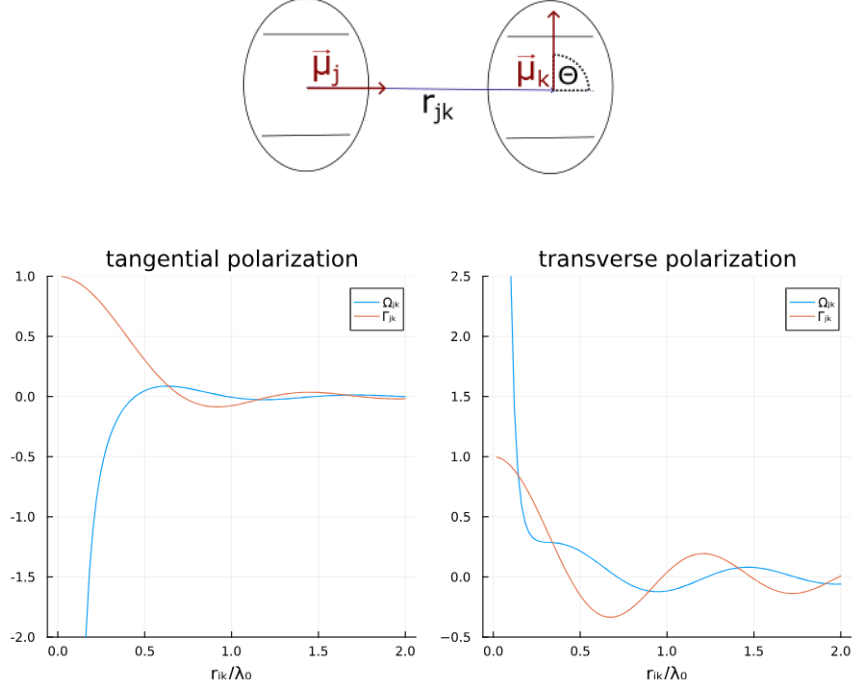 μ⃗ⱼ
r_jk
μ⃗ₖ
Θ
tangential polarization
1.0
0.5
0.0
-0.5
-1.0
-1.5
-2.0
0.0 0.5 1.0 1.5 2.0
rⱼₖ/λ₀
Ωⱼₖ
Γⱼₖ
transverse polarization
2.5
2.0
1.5
1.0
0.5
0.0
-0.5
0.0 0.5 1.0 1.5 2.0
rⱼₖ/λ₀
Ωⱼₖ
Γⱼₖ